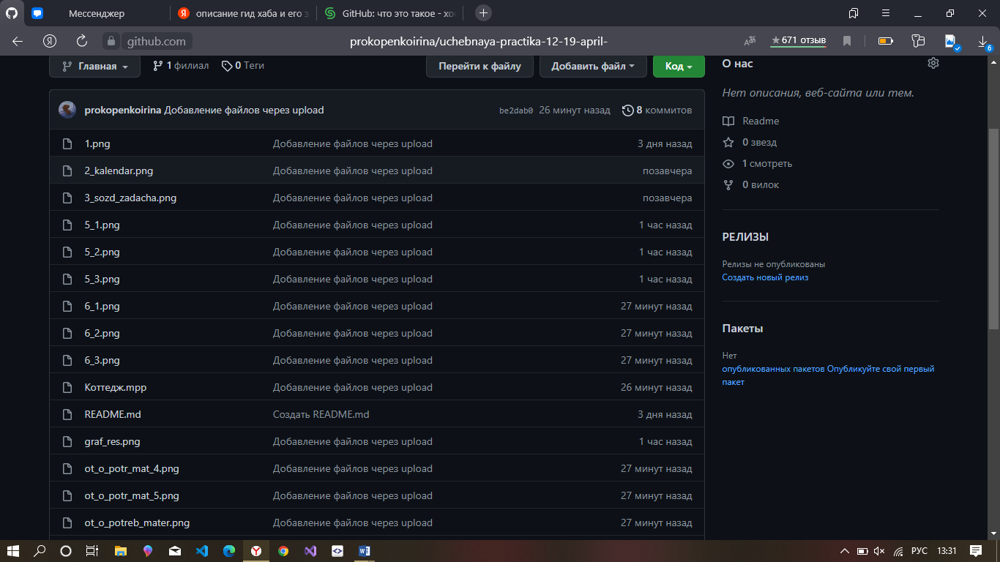 Мессенджер
описание гид хаба и его э
GitHub: что это такое - хос
github.com
prokopenkoirina/uchebnaya-practika-12-19-april-
671 отзыв
6
Главная
1 филиал
0 Теги
Перейти к файлу
Добавить файл
Код
prokopenkoirina Добавление файлов через upload be2dab0 26 минут назад 8 коммитов
1.png Добавление файлов через upload 3 дня назад
2_kalendar.png Добавление файлов через upload позавчера
3_sozd_zadacha.png Добавление файлов через upload позавчера
5_1.png Добавление файлов через upload 1 час назад
5_2.png Добавление файлов через upload 1 час назад
5_3.png Добавление файлов через upload 1 час назад
6_1.png Добавление файлов через upload 27 минут назад
6_2.png Добавление файлов через upload 27 минут назад
6_3.png Добавление файлов через upload 27 минут назад
Коттедж.mpp Добавление файлов через upload 26 минут назад
README.md Создать README.md 3 дня назад
graf_res.png Добавление файлов через upload 1 час назад
ot_o_potr_mat_4.png Добавление файлов через upload 27 минут назад
ot_o_potr_mat_5.png Добавление файлов через upload 27 минут назад
ot_o_potreb_mater.png Добавление файлов через upload 27 минут назад
О нас
Нет описания, веб-сайта или тем.
Readme
0 звезд
1 смотреть
0 вилок
РЕЛИЗЫ
Релизы не опубликованы
Создать новый релиз
Пакеты
Нет
опубликованных пакетов Опубликуйте свой первый
пакет
РУС
13:31